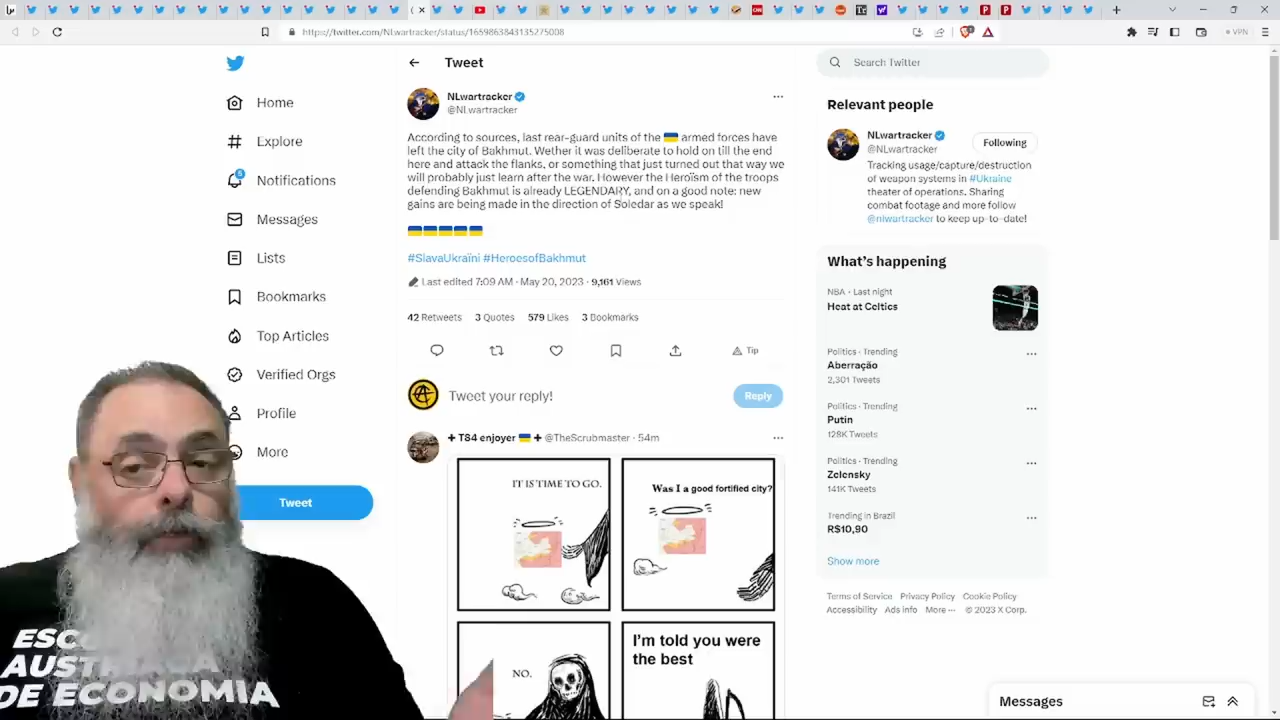 https://twitter.com/NLwartracker/status/1659863843135275008
VPN
Home
Explore
Notifications
Messages
Lists
Bookmarks
Top Articles
Verified Orgs
Profile
More
Tweet
Tweet
NLwartracker
@NLwartracker
According to sources, last rear-guard units of the 🇺🇦 armed forces have
left the city of Bakhmut. Wether it was deliberate to hold on till the end
here and attack the flanks, or something that just turned out that way we
will probably just learn after the war. However the Heroïsm of the troops
defending Bakhmut is already LEGENDARY, and on a good note: new
gains are being made in the direction of Soledar as we speak!
🇺🇦🇺🇦🇺🇦🇺🇦🇺🇦
#SlavaUkraïni #HeroesofBakhmut
Last edited 7:09 AM · May 20, 2023 · 9,161 Views
42 Retweets 3 Quotes 579 Likes 3 Bookmarks
Tip
Tweet your reply!
Reply
✚ T84 enjoyer 🇺🇦 ✚ @TheScrubmaster · 54m
IT IS TIME TO GO.
Was I a good fortified city?
NO.
I'm told you were
the best
Search Twitter
Relevant people
NLwartracker
@NLwartracker
Following
Tracking usage/capture/destruction
of weapon systems in #Ukraine
theater of operations. Sharing
combat footage and more follow
@nlwartracker to keep up-to-date!
What's happening
NBA · Last night
Heat at Celtics
Politics · Trending
Aberração
2,301 Tweets
Politics · Trending
Putin
128K Tweets
Politics · Trending
Zelensky
141K Tweets
Trending in Brazil
R$10,90
Show more
Terms of Service Privacy Policy Cookie Policy
Accessibility Ads info More ··· © 2023 X Corp.
Messages
DE ECONOMIA